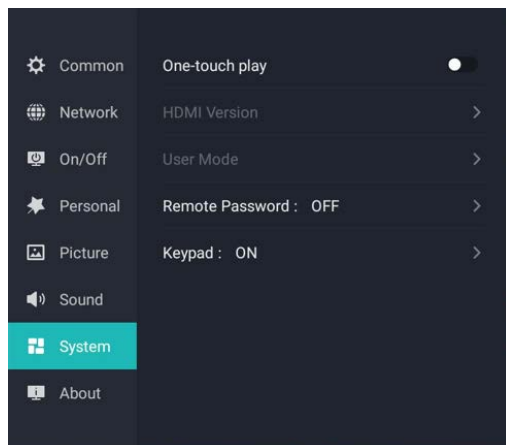 Common
Network
On/Off
Personal
Picture
Sound
System
About
One-touch play
HDMI Version
User Mode
Remote Password : OFF
Keypad : ON